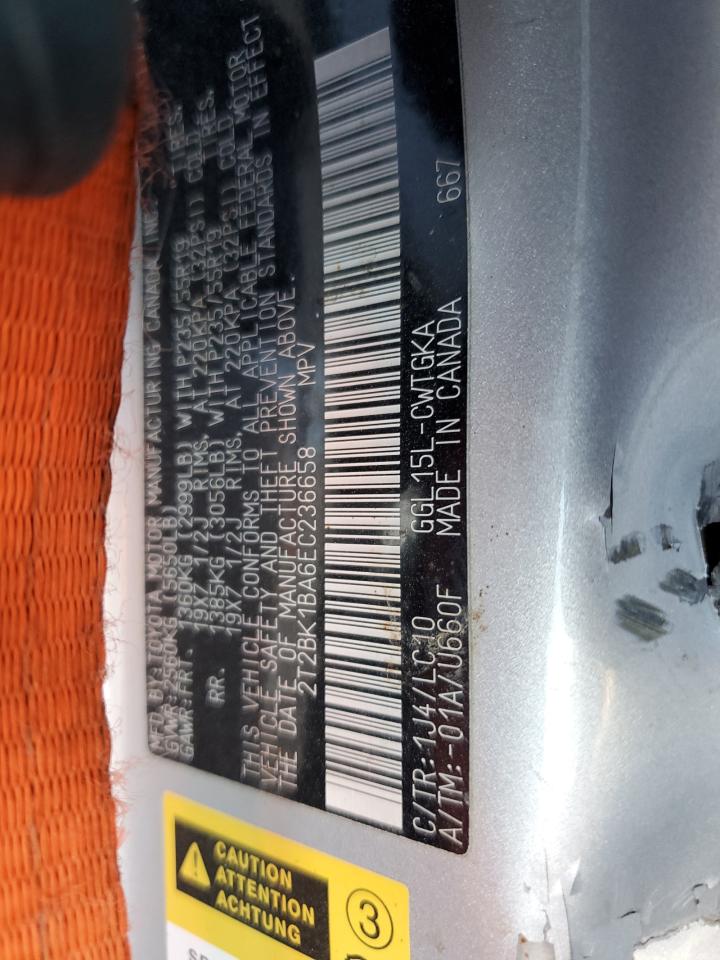 MFD. BY: TOYOTA MOTOR MANUFACTURING CANADA INC.
GVWR: 2560KG (5650LB)
GAWR: FRT. 1360KG (2999LB) WITH P235/55R19 TIRES,
19X7-1/2J RIMS, AT 220KPA (32PSI) COLD.
RR. 1385KG (3056LB) WITH P235/55R19 TIRES,
19X7-1/2J RIMS, AT 220KPA (32PSI) COLD.
THIS VEHICLE CONFORMS TO ALL APPLICABLE FEDERAL MOTOR
VEHICLE SAFETY AND THEFT PREVENTION STANDARDS IN EFFECT
THE DATE OF MANUFACTURE SHOWN ABOVE.
2T2BK1BA6EC236658 MPV
C/TR: 1J4/LC10 GGL15L-CWTGKA 667
A/TM: -01A/U660F MADE IN CANADA
CAUTION
ATTENTION
ACHTUNG
3